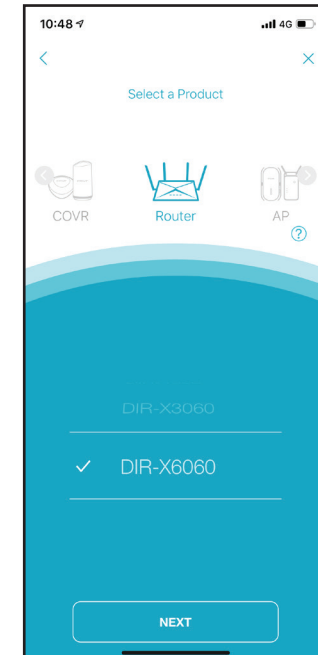 10:48 4G
Select a Product
COVR Router AP
?
DIR-X3060
DIR-X6060
NEXT